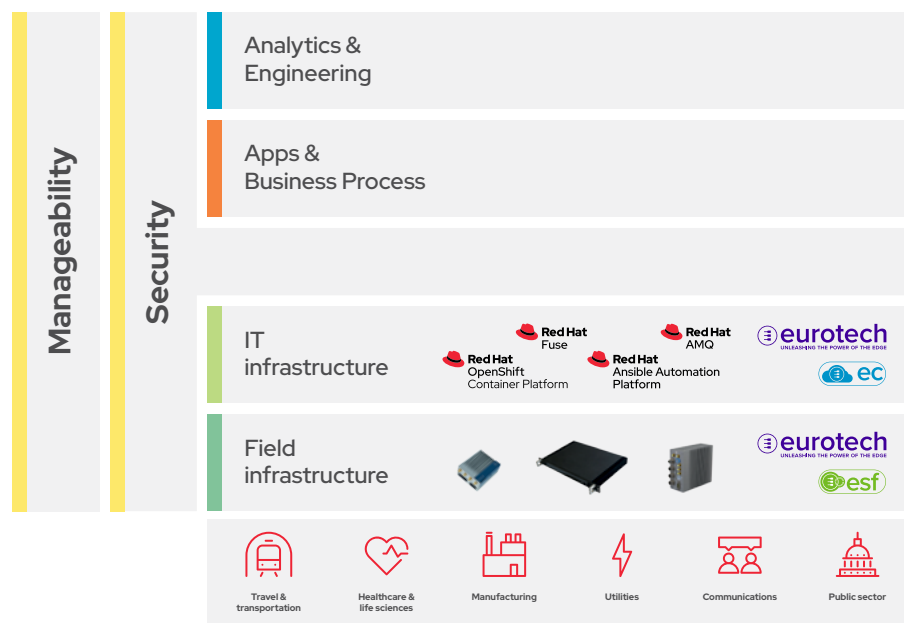 Manageability
Security
Analytics &
Engineering
Apps &
Business Process
IT
infrastructure
Red Hat
Fuse
Red Hat
AMQ
Red Hat
OpenShift
Container Platform
Red Hat
Ansible Automation
Platform
eurotech
UNLEASHING THE POWER OF THE EDGE
ec
Field
infrastructure
eurotech
UNLEASHING THE POWER OF THE EDGE
esf
Travel &
transportation
Healthcare &
life sciences
Manufacturing
Utilities
Communications
Public sector